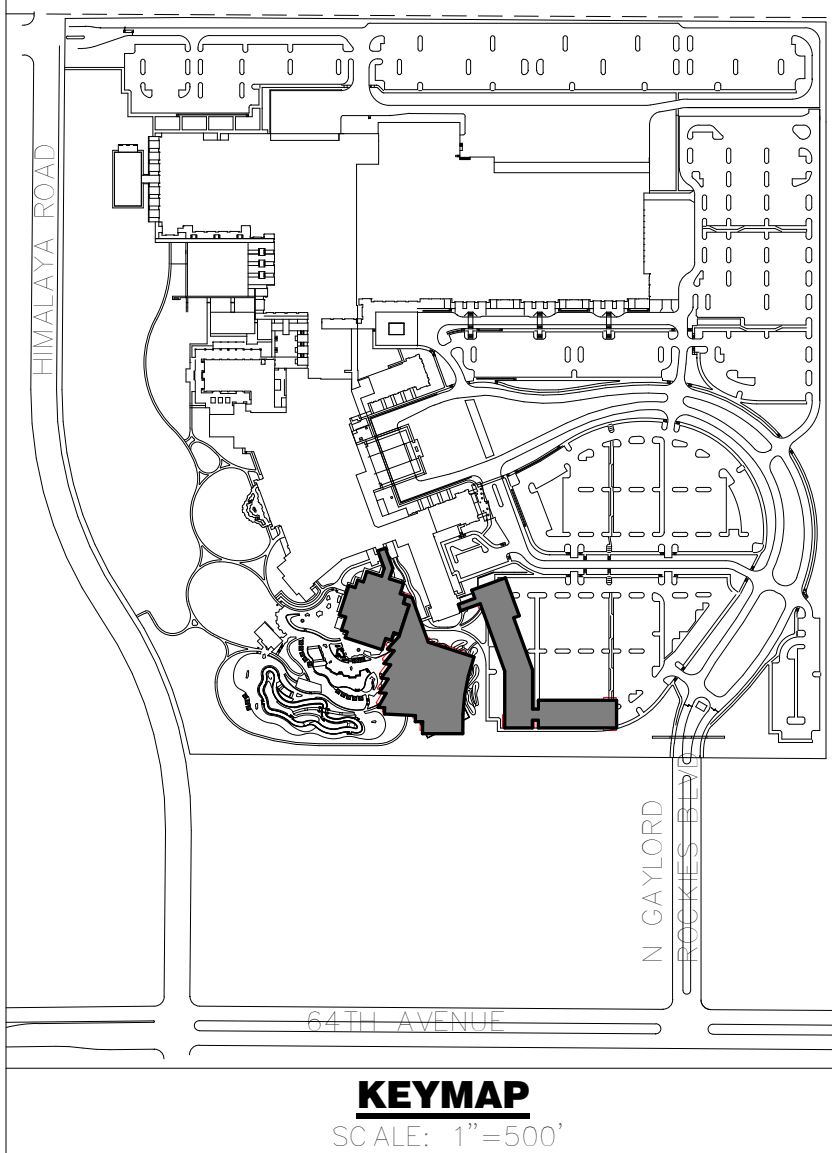 HIMALAYA ROAD
N GAYLORD
ROCKIES BLVD
64TH AVENUE
KEYMAP
SCALE: 1"=500'